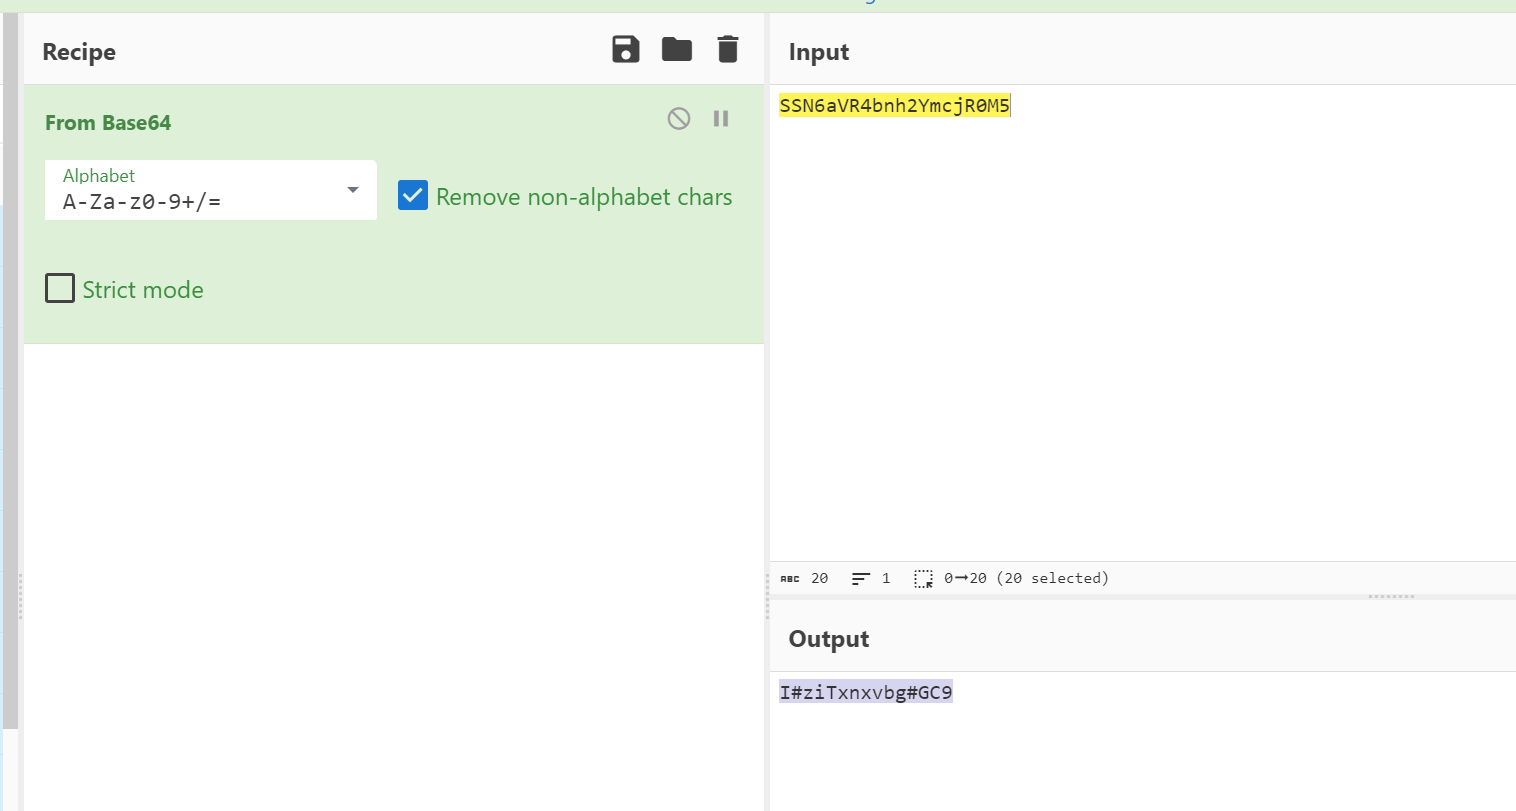 Recipe
From Base64
Alphabet
A-Za-z0-9+/=
Remove non-alphabet chars
Strict mode
Input
SSN6aVR4bnh2YmcjR0M5
ABC 20 1 0→20 (20 selected)
Output
I#ziTxnxvbg#GC9